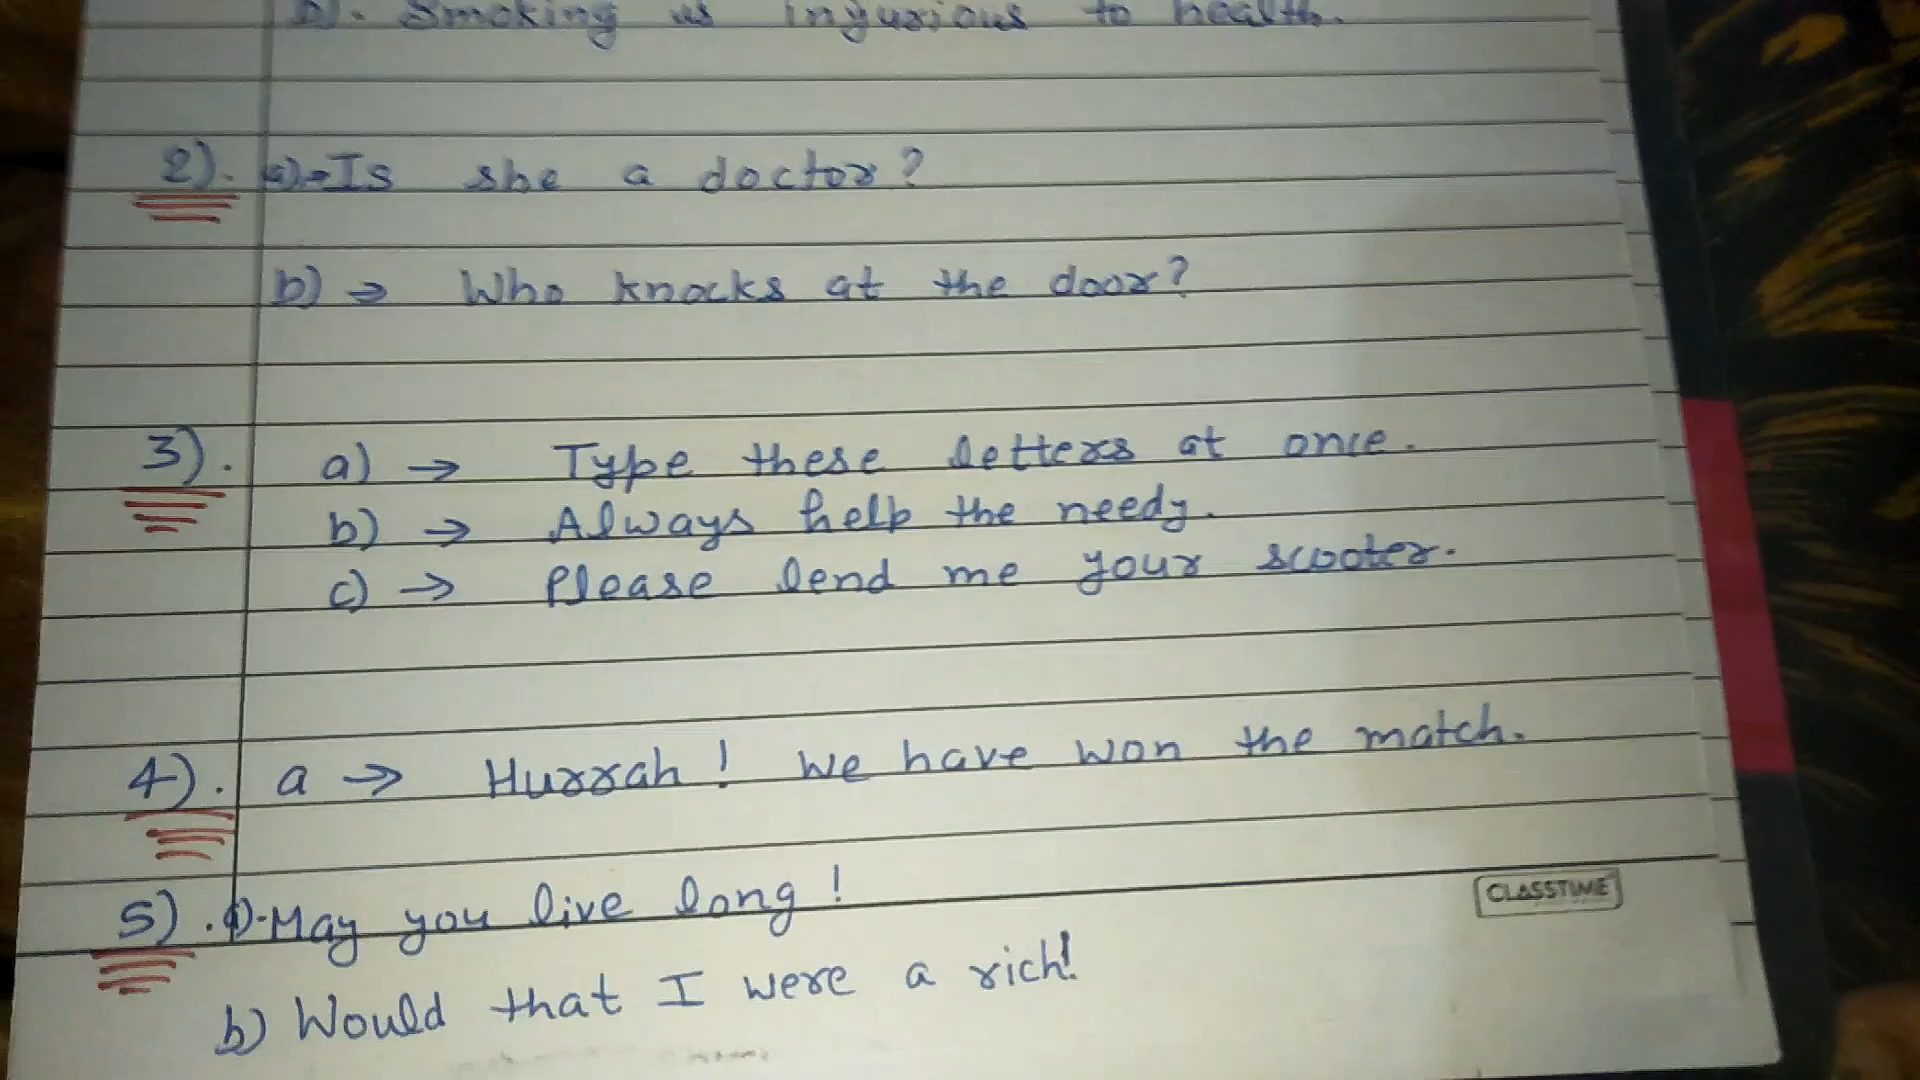 b). Smoking is injurious to health.
2). a)-Is she a doctor?
b) → Who knocks at the door?
3). a) → Type these letters at once.
b) → Always help the needy.
c) → Please lend me your scooter.
4). a → Hurrah! We have won the match.
5). a)-May you live long!
CLASSTIME
b) Would that I were a rich!